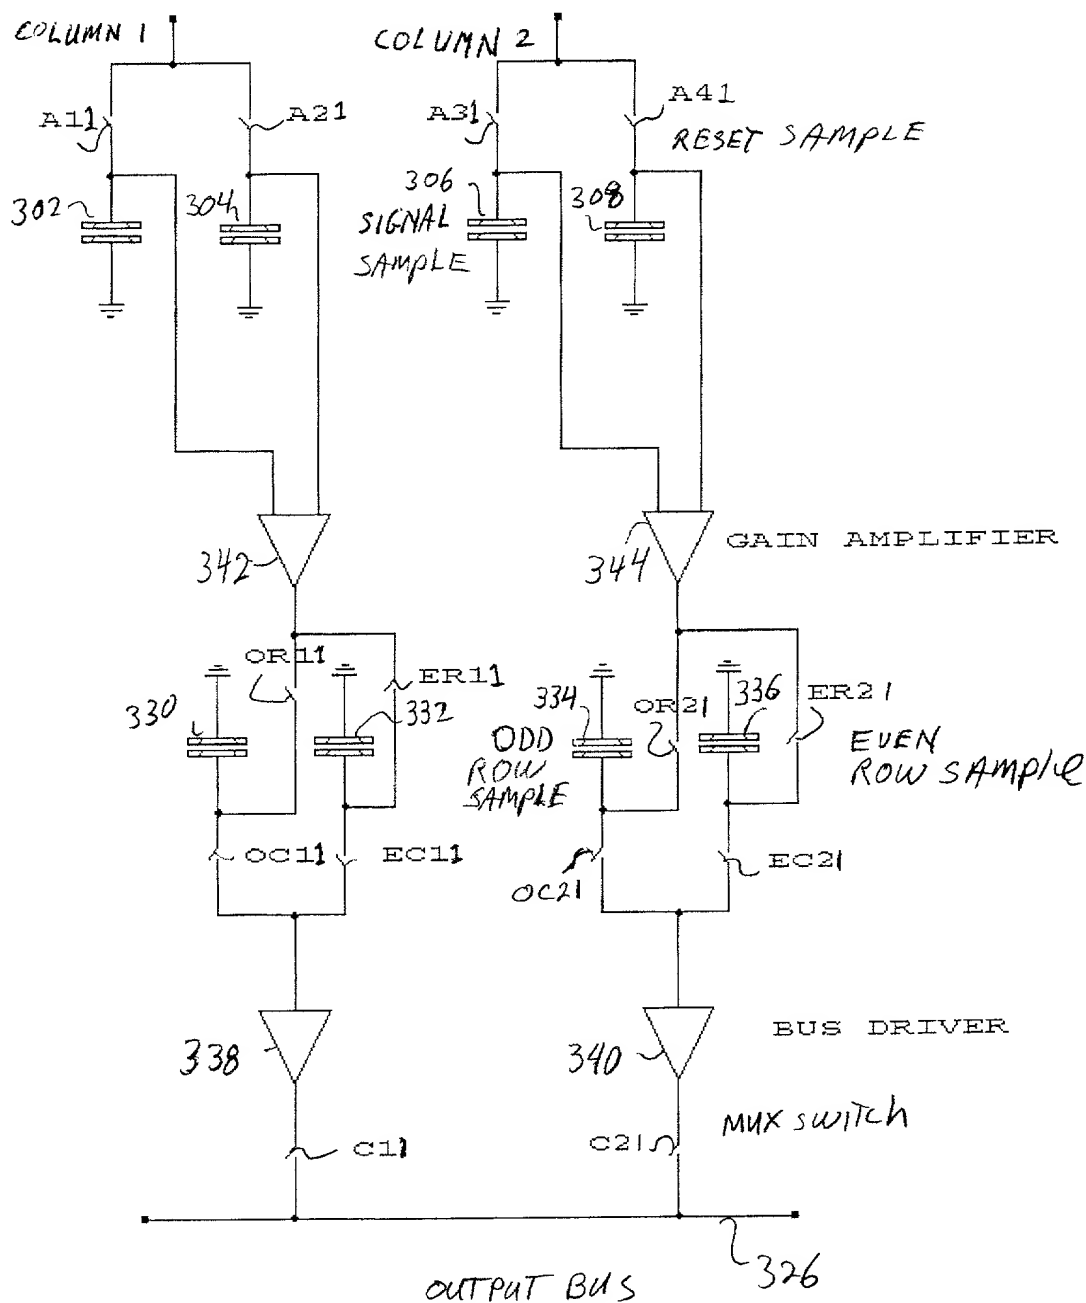 COLUMN 1
COLUMN 2
A11
A21
A31
A41
RESET SAMPLE
302
304
306
308
SIGNAL
SAMPLE
342
344
GAIN AMPLIFIER
OR11
ER11
330
332
334
OR21
336
ER21
ODD
ROW
SAMPLE
EVEN
ROW SAMPLE
OC11
EC11
OC21
EC21
338
340
BUS DRIVER
MUX SWITCH
C11
C21
326
OUTPUT BUS